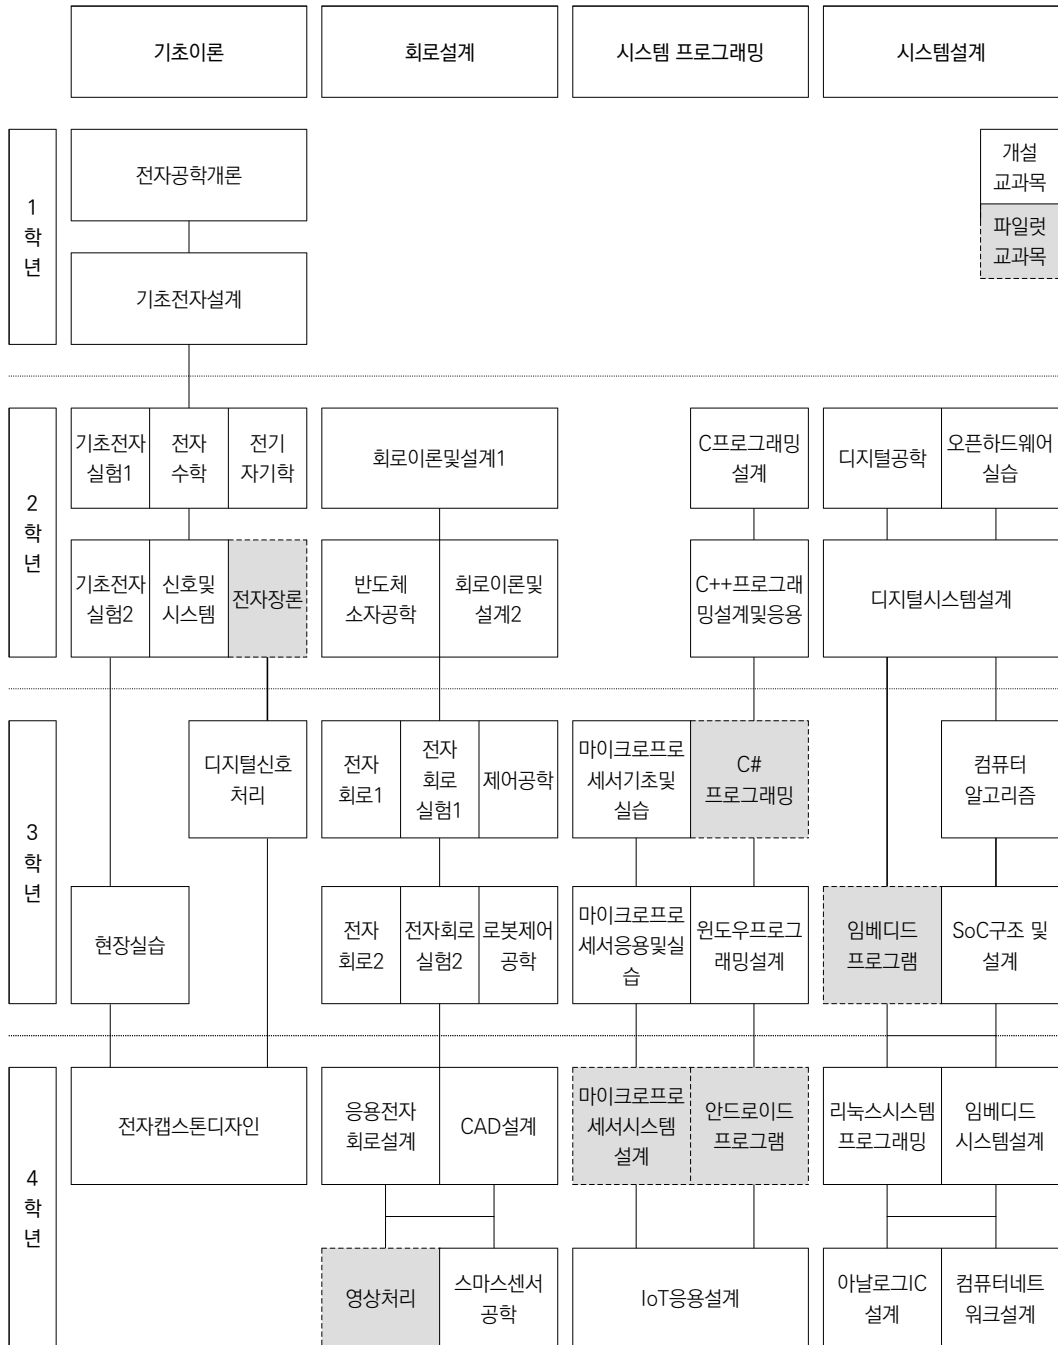 기초이론
회로설계
시스템 프로그래밍
시스템설계
1
학
년
전자공학개론
기초전자설계
개설
교과목
파일럿
교과목
2
학
년
기초전자
실험1
전자
수학
전기
자기학
회로이론및설계1
C프로그래밍
설계
디지털공학
오픈하드웨어
실습
기초전자
실험2
신호및
시스템
전자장론
반도체
소자공학
회로이론및
설계2
C++프로그래
밍설계및응용
디지털시스템설계
3
학
년
디지털신호
처리
전자
회로1
전자
회로
실험1
제어공학
마이크로프로
세서기초및
실습
C#
프로그래밍
컴퓨터
알고리즘
현장실습
전자
회로2
전자회로
실험2
로봇제어
공학
마이크로프로
세서응용및실
습
윈도우프로그
래밍설계
임베디드
프로그램
SoC구조 및
설계
4
학
년
전자캡스톤디자인
응용전자
회로설계
CAD설계
마이크로프로
세서시스템
설계
안드로이드
프로그램
리눅스시스템
프로그래밍
임베디드
시스템설계
영상처리
스마스센서
공학
IoT응용설계
아날로그IC
설계
컴퓨터네트
워크설계